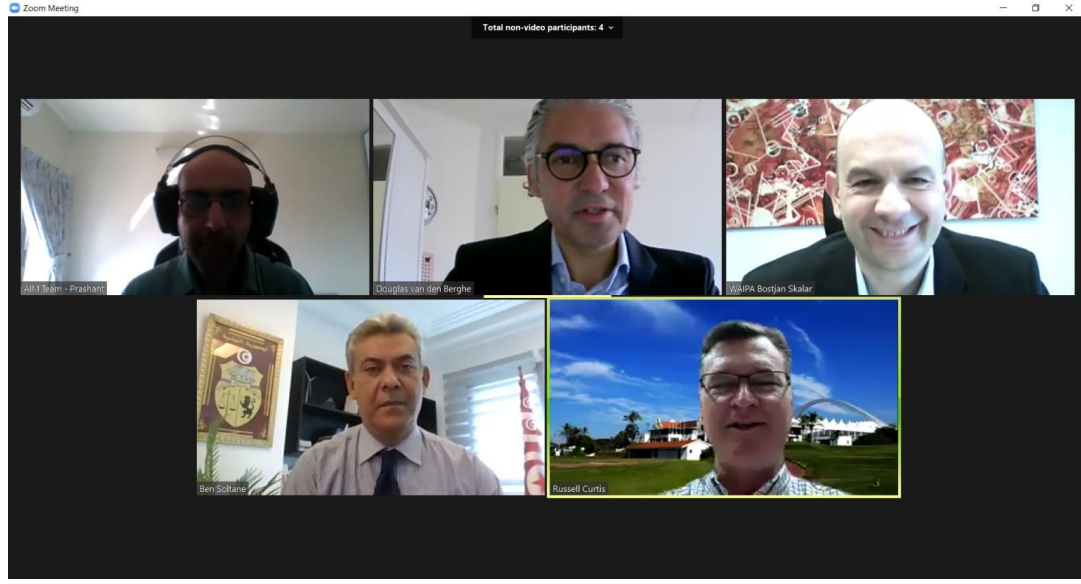 Zoom Meeting
Total non-video participants: 4
AIM Team - Prashant
Douglas van den Berghe
WAIPA Bostjan Skalar
Ben Soltane
Russell Curtis